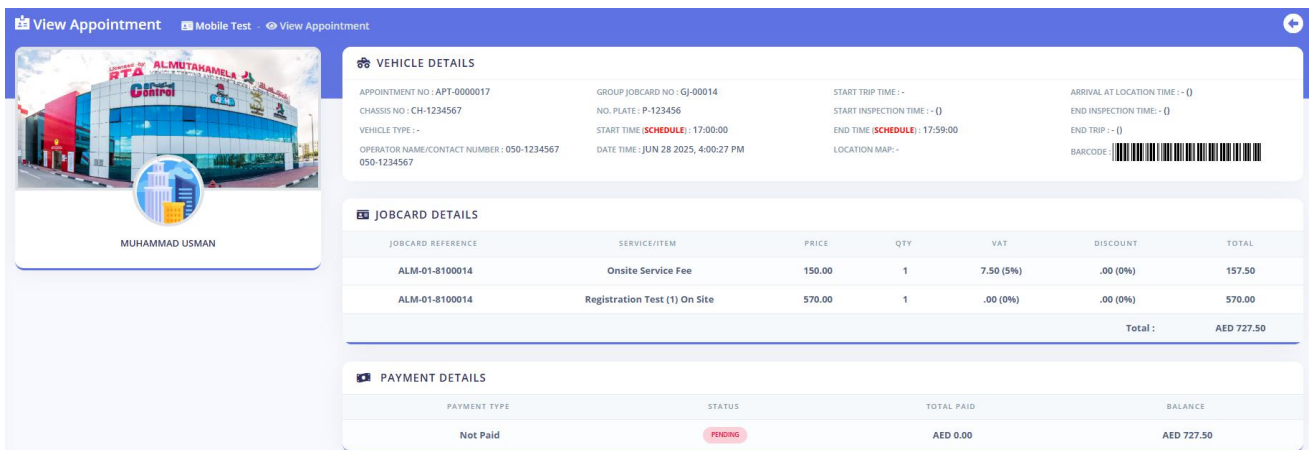 View Appointment Mobile Test - View Appointment
Licensed by RTA
ALMUTAKAMELA
Control
MUHAMMAD USMAN
VEHICLE DETAILS
APPOINTMENT NO : APT-0000017 GROUP JOBCARD NO : GJ-00014 START TRIP TIME : - ARRIVAL AT LOCATION TIME : - ()
CHASSIS NO : CH-1234567 NO. PLATE : P-123456 START INSPECTION TIME : - () END INSPECTION TIME: - ()
VEHICLE TYPE : - START TIME (SCHEDULE) : 17:00:00 END TIME (SCHEDULE) : 17:59:00 END TRIP : - ()
OPERATOR NAME/CONTACT NUMBER : 050-1234567 DATE TIME : JUN 28 2025, 4:00:27 PM LOCATION MAP: - BARCODE :
050-1234567
JOBCARD DETAILS
JOBCARD REFERENCE SERVICE/ITEM PRICE QTY VAT DISCOUNT TOTAL
ALM-01-8100014 Onsite Service Fee 150.00 1 7.50 (5%) .00 (0%) 157.50
ALM-01-8100014 Registration Test (1) On Site 570.00 1 .00 (0%) .00 (0%) 570.00
Total : AED 727.50
PAYMENT DETAILS
PAYMENT TYPE STATUS TOTAL PAID BALANCE
Not Paid PENDING AED 0.00 AED 727.50